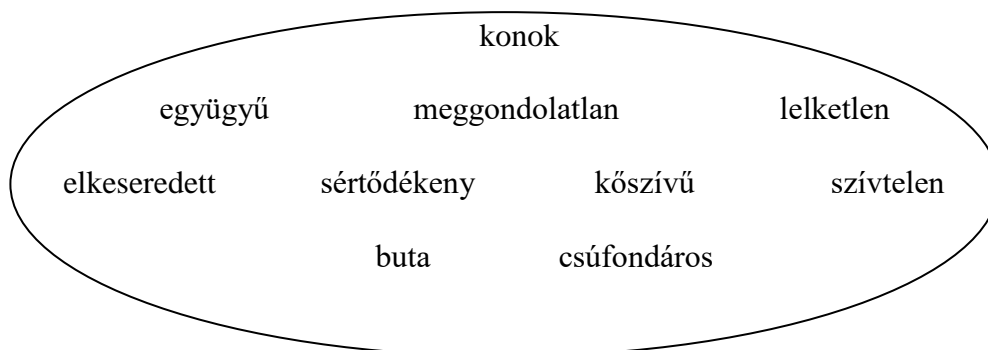 konok
együgyű meggondolatlan lelketlen
elkeseredett sértődékeny kőszívű szívtelen
buta csúfondáros